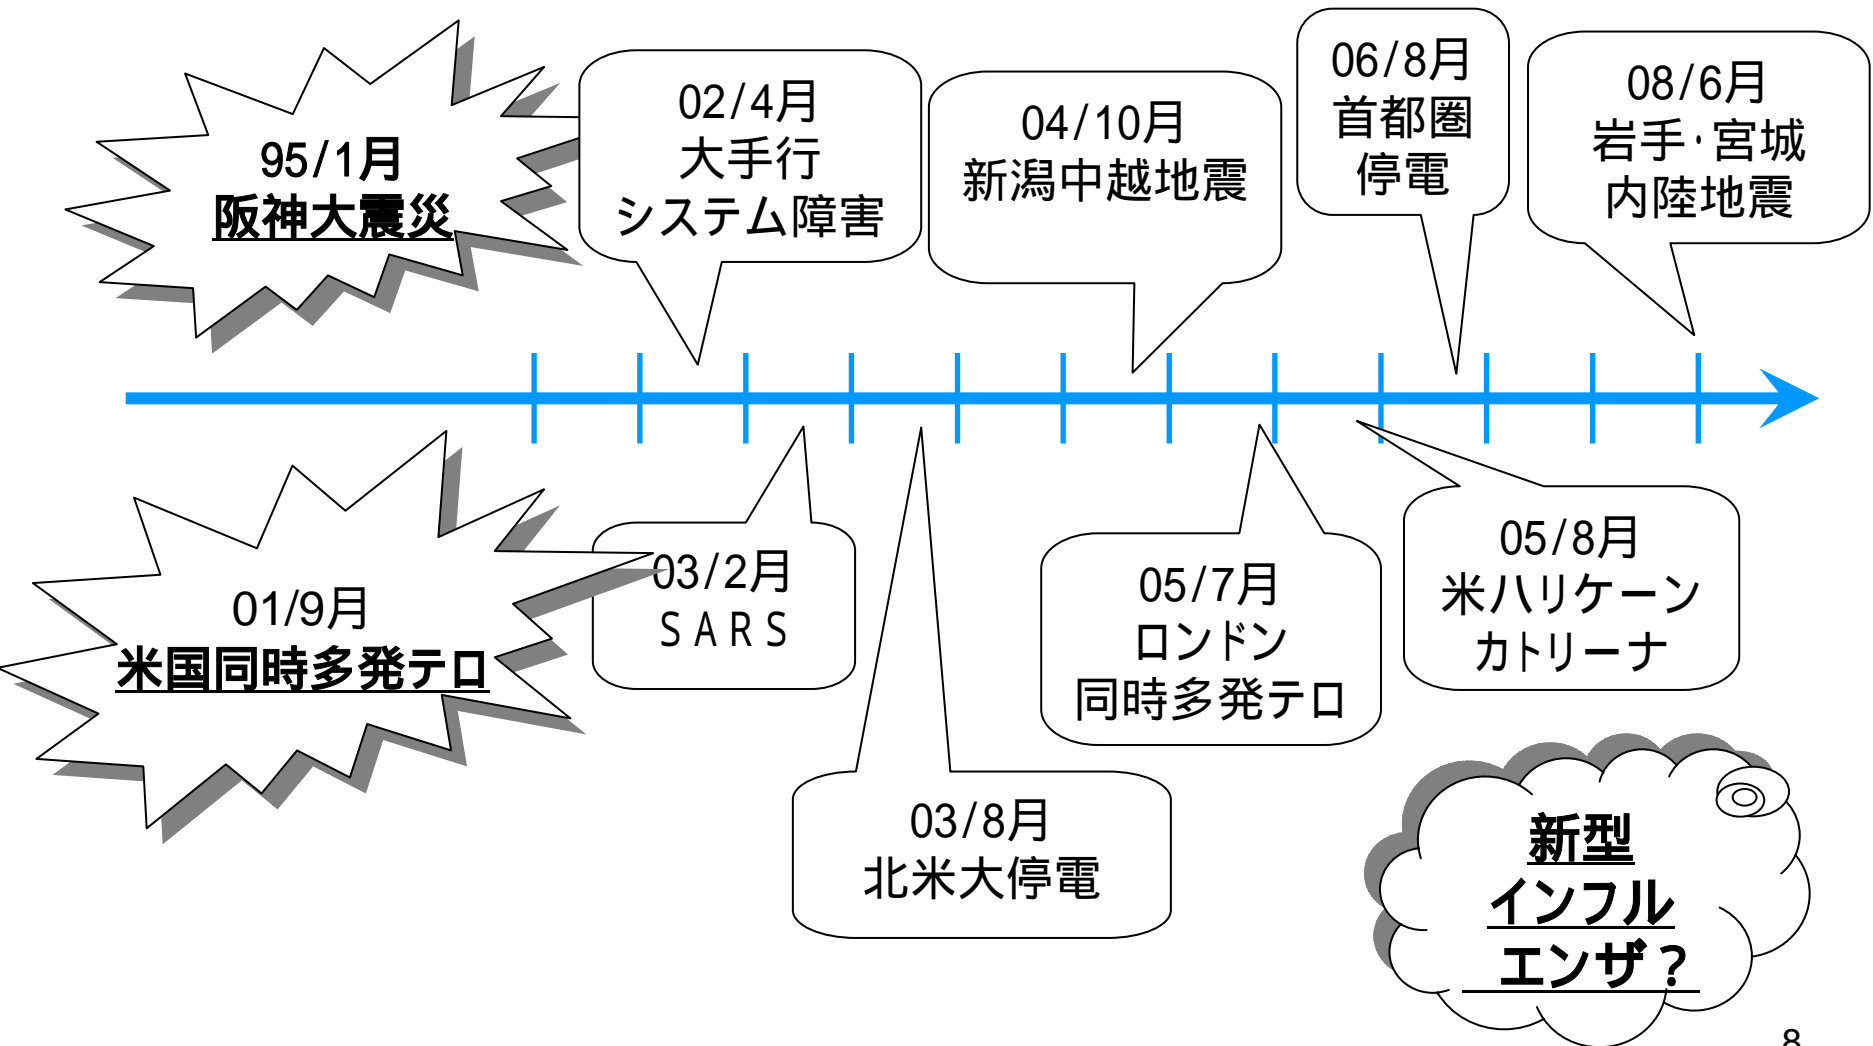 95/1月
阪神大震災
02/4月
大手行
システム障害
04/10月
新潟中越地震
06/8月
首都圏
停電
08/6月
岩手・宮城
内陸地震
01/9月
米国同時多発テロ
03/2月
ＳＡＲＳ
03/8月
北米大停電
05/7月
ロンドン
同時多発テロ
05/8月
米ハリケーン
カトリーナ
新型
インフル
エンザ？
8